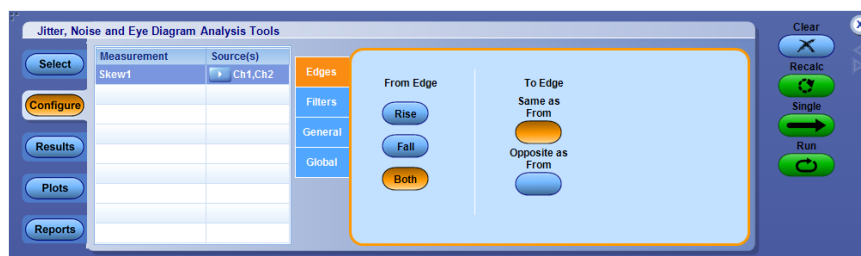 Jitter, Noise and Eye Diagram Analysis Tools
Clear
Select
Measurement Source(s)
Skew1 Ch1,Ch2
Edges
From Edge
To Edge
Recalc
Configure
Filters
Rise
Same as
From
Single
General
Results
Fall
Opposite as
From
Run
Global
Both
Plots
Reports